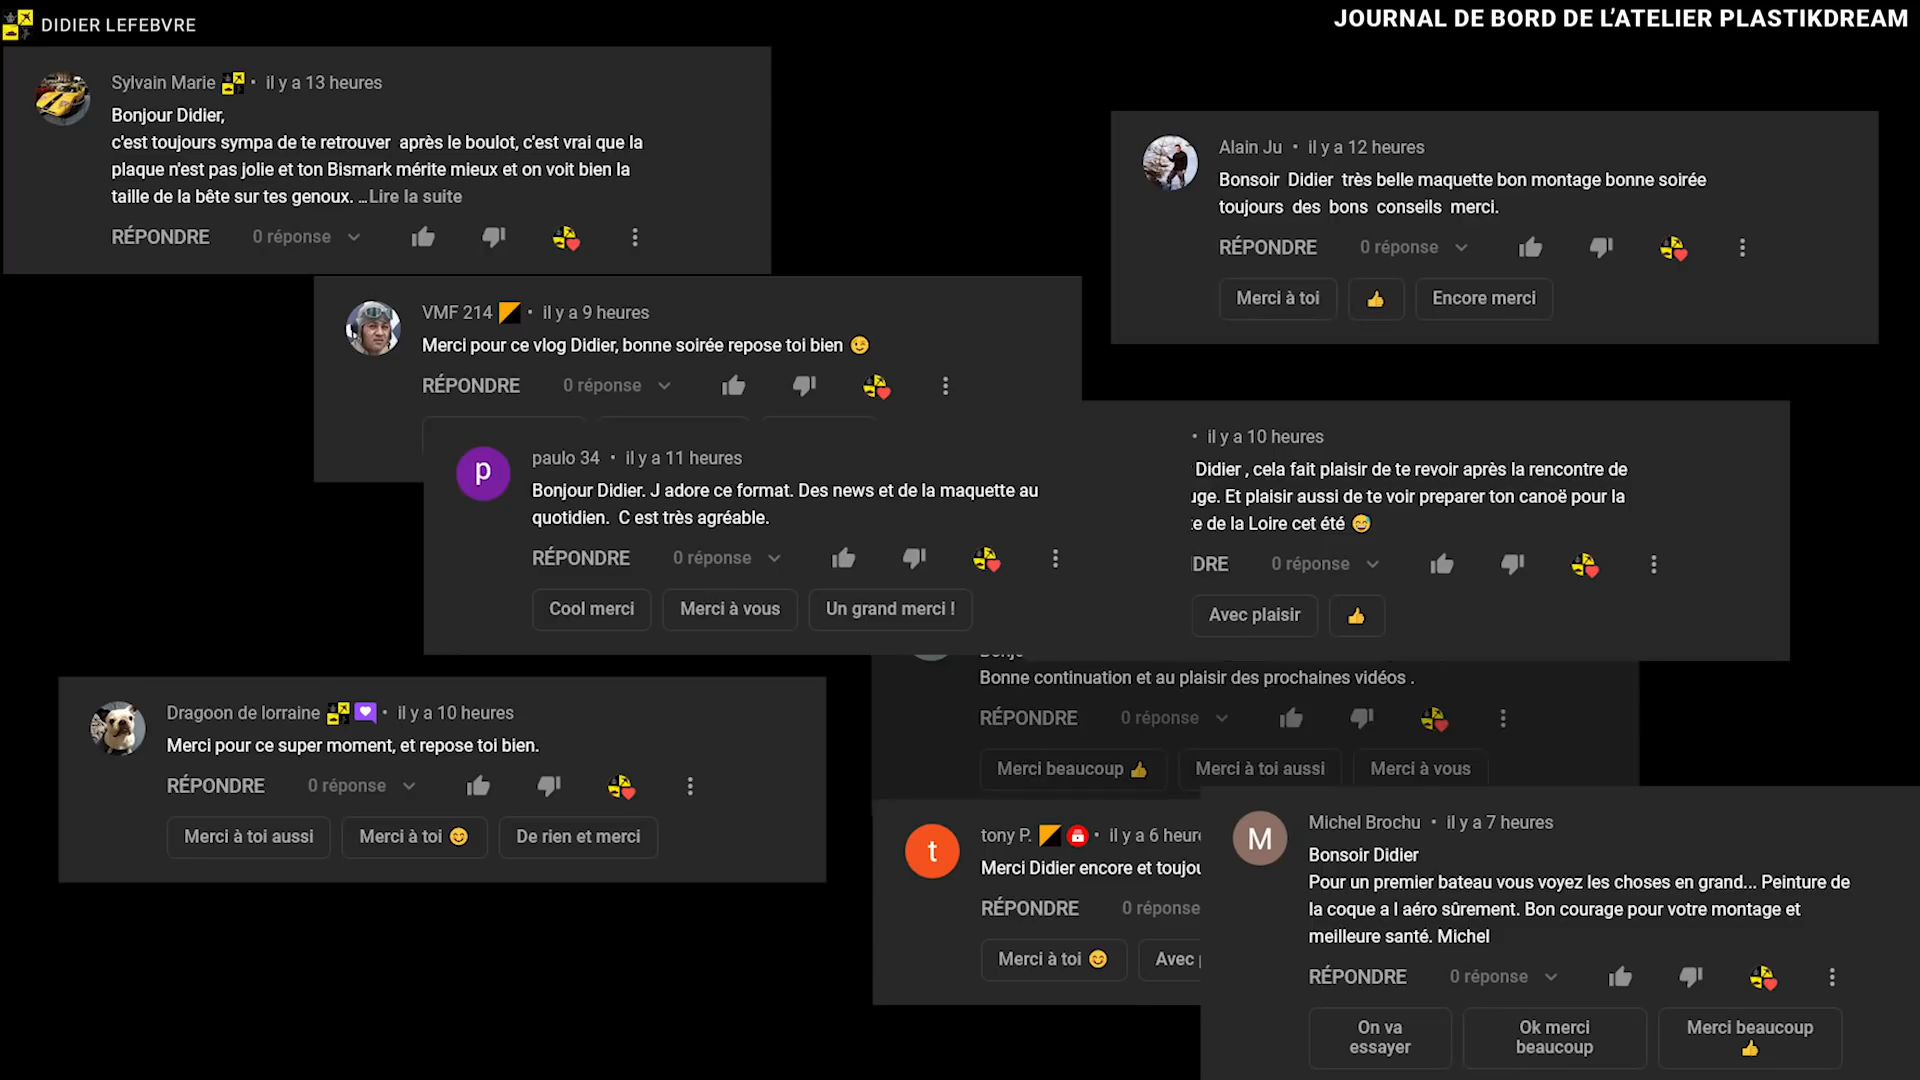 DIDIER LEFEBVRE
JOURNAL DE BORD DE L’ATELIER PLASTIKDREAM
Sylvain Marie • il y a 13 heures
Bonjour Didier,
c'est toujours sympa de te retrouver après le boulot, c'est vrai que la
plaque n'est pas jolie et ton Bismark mérite mieux et on voit bien la
taille de la bête sur tes genoux. ...Lire la suite
RÉPONDRE 0 réponse
Alain Ju • il y a 12 heures
Bonsoir Didier très belle maquette bon montage bonne soirée
toujours des bons conseils merci.
RÉPONDRE 0 réponse
Merci à toi 👍 Encore merci
VMF 214 • il y a 9 heures
Merci pour ce vlog Didier, bonne soirée repose toi bien 😉
RÉPONDRE 0 réponse
paulo 34 • il y a 11 heures
Bonjour Didier. J adore ce format. Des news et de la maquette au
quotidien. C est très agréable.
RÉPONDRE 0 réponse
Cool merci Merci à vous Un grand merci !
• il y a 10 heures
Didier , cela fait plaisir de te revoir après la rencontre de
uge. Et plaisir aussi de te voir preparer ton canoë pour la
e de la Loire cet été 😅
DRE 0 réponse
Avec plaisir 👍
Bonne continuation et au plaisir des prochaines vidéos .
RÉPONDRE 0 réponse
Merci beaucoup 👍 Merci à toi aussi Merci à vous
Dragoon de lorraine • il y a 10 heures
Merci pour ce super moment, et repose toi bien.
RÉPONDRE 0 réponse
Merci à toi aussi Merci à toi 😊 De rien et merci
tony P. • il y a 6 heure
Merci Didier encore et toujou
RÉPONDRE 0 réponse
Merci à toi 😊 Avec
Michel Brochu • il y a 7 heures
Bonsoir Didier
Pour un premier bateau vous voyez les choses en grand... Peinture de
la coque a l aéro sûrement. Bon courage pour votre montage et
meilleure santé. Michel
RÉPONDRE 0 réponse
On va
essayer
Ok merci
beaucoup
Merci beaucoup
👍